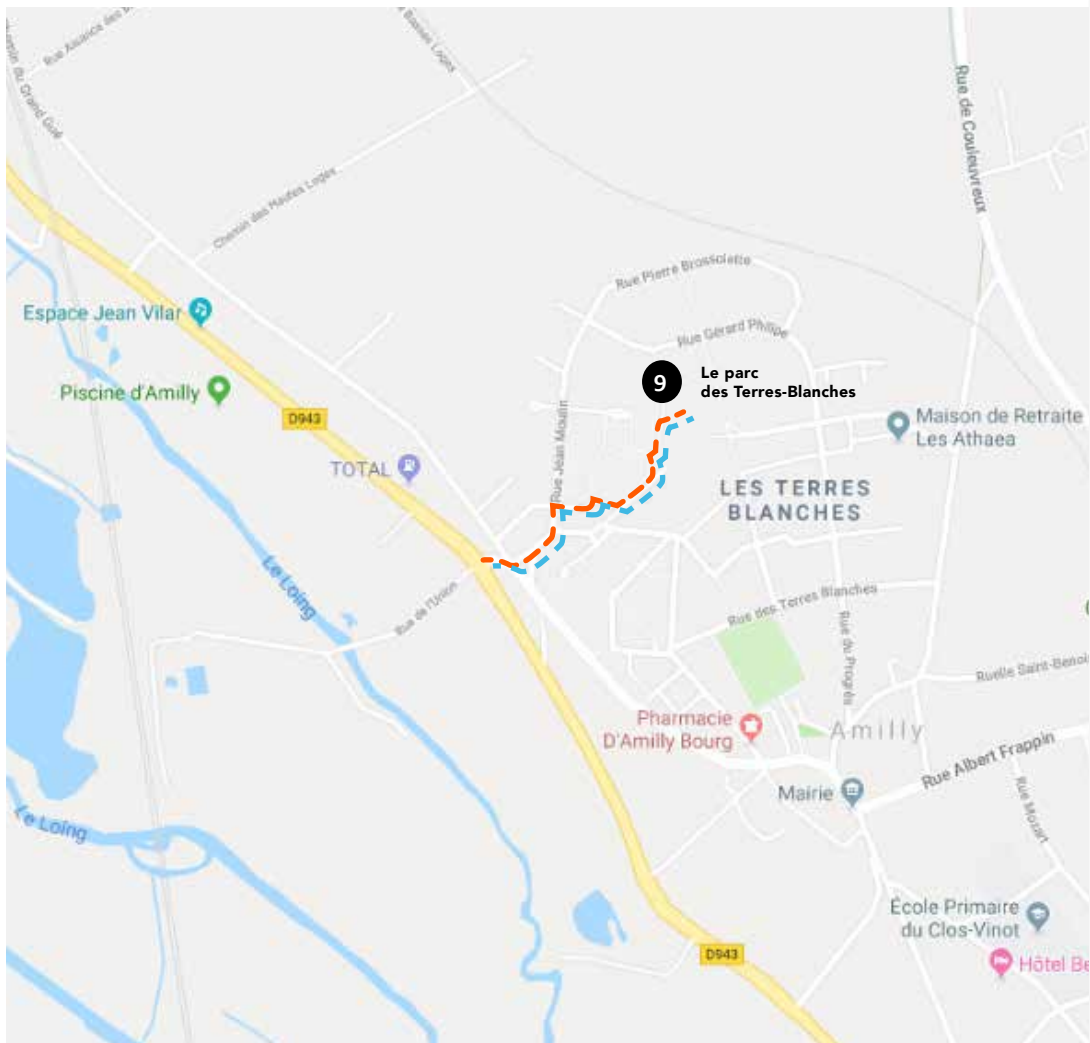 Rue de Couleuvreux
Chemin des Hautes Loges
Rue Pierre Brossolette
Espace Jean Vilar
Rue Gérard Philipe
9
Le parc
des Terres-Blanches
Piscine d'Amilly
D943
Rue Jean Moulin
Maison de Retraite
Les Athaea
TOTAL
LES TERRES
BLANCHES
Le Loing
Rue de l'Union
Rue des Terres Blanches
Rue du Progrès
Ruelle Saint-Benoi
Pharmacie
D'Amilly Bourg
Amilly
Rue Albert Frappin
Mairie
Rue Mozart
Le Loing
École Primaire
du Clos-Vinot
D943
Hôtel Be